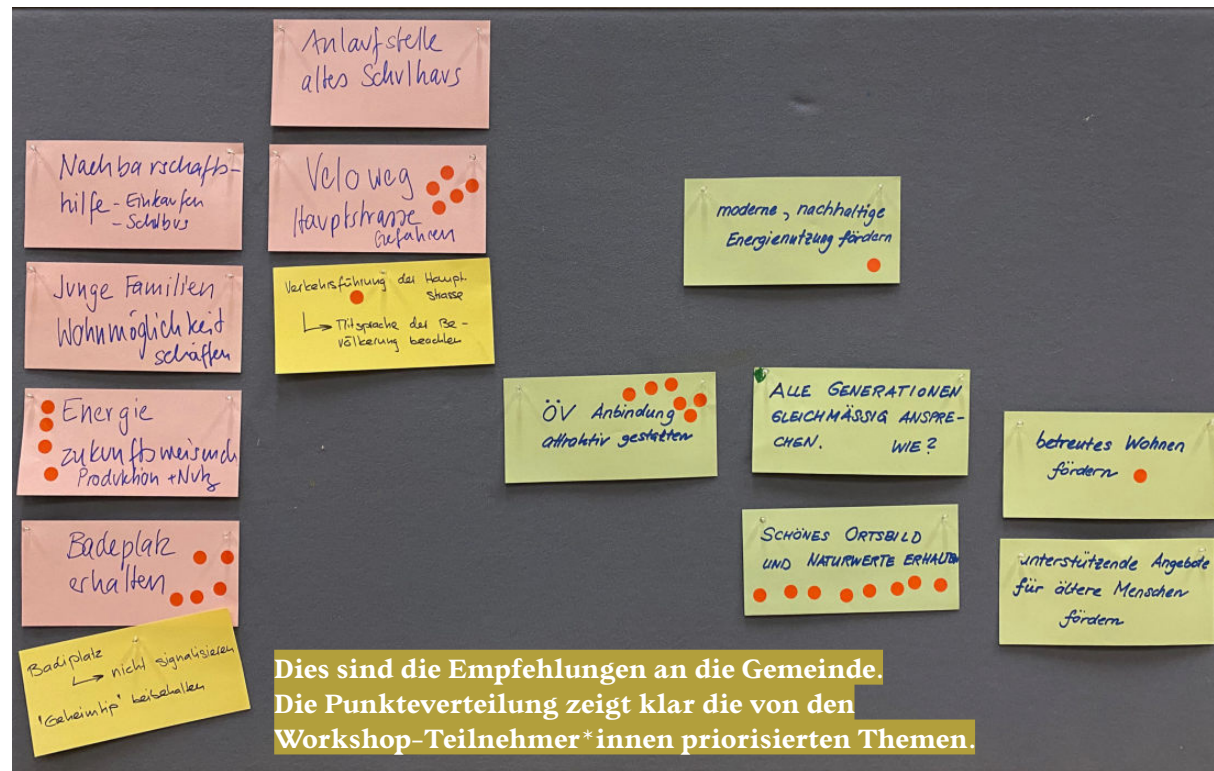 Anlaufstelle
altes Schulhaus
Nachbarschafts-
hilfe - Einkaufen
- Schulbus
Veloweg
Hauptstrasse
Gefahren
Junge Familien
Wohnmöglichkeit
schaffen
Verkehrsführung der Haupt-
strasse
Mitsprache der Be-
völkerung beachten
Energie
zukunftsweisend
Produktion + Nutz
Badeplatz
erhalten
Badiplatz
nicht signalisieren
"Geheimtip" beibehalten
moderne, nachhaltige
Energienutzung fördern
ÖV Anbindung
attraktiv gestalten
ALLE GENERATIONEN
GLEICHMÄSSIG ANSPRE-
CHEN. WIE?
SCHÖNES ORTSBILD
UND NATURWERTE ERHALTEN
betreutes Wohnen
fördern
unterstützende Angebote
für ältere Menschen
fördern
Dies sind die Empfehlungen an die Gemeinde.
Die Punkteverteilung zeigt klar die von den
Workshop-Teilnehmer*innen priorisierten Themen.